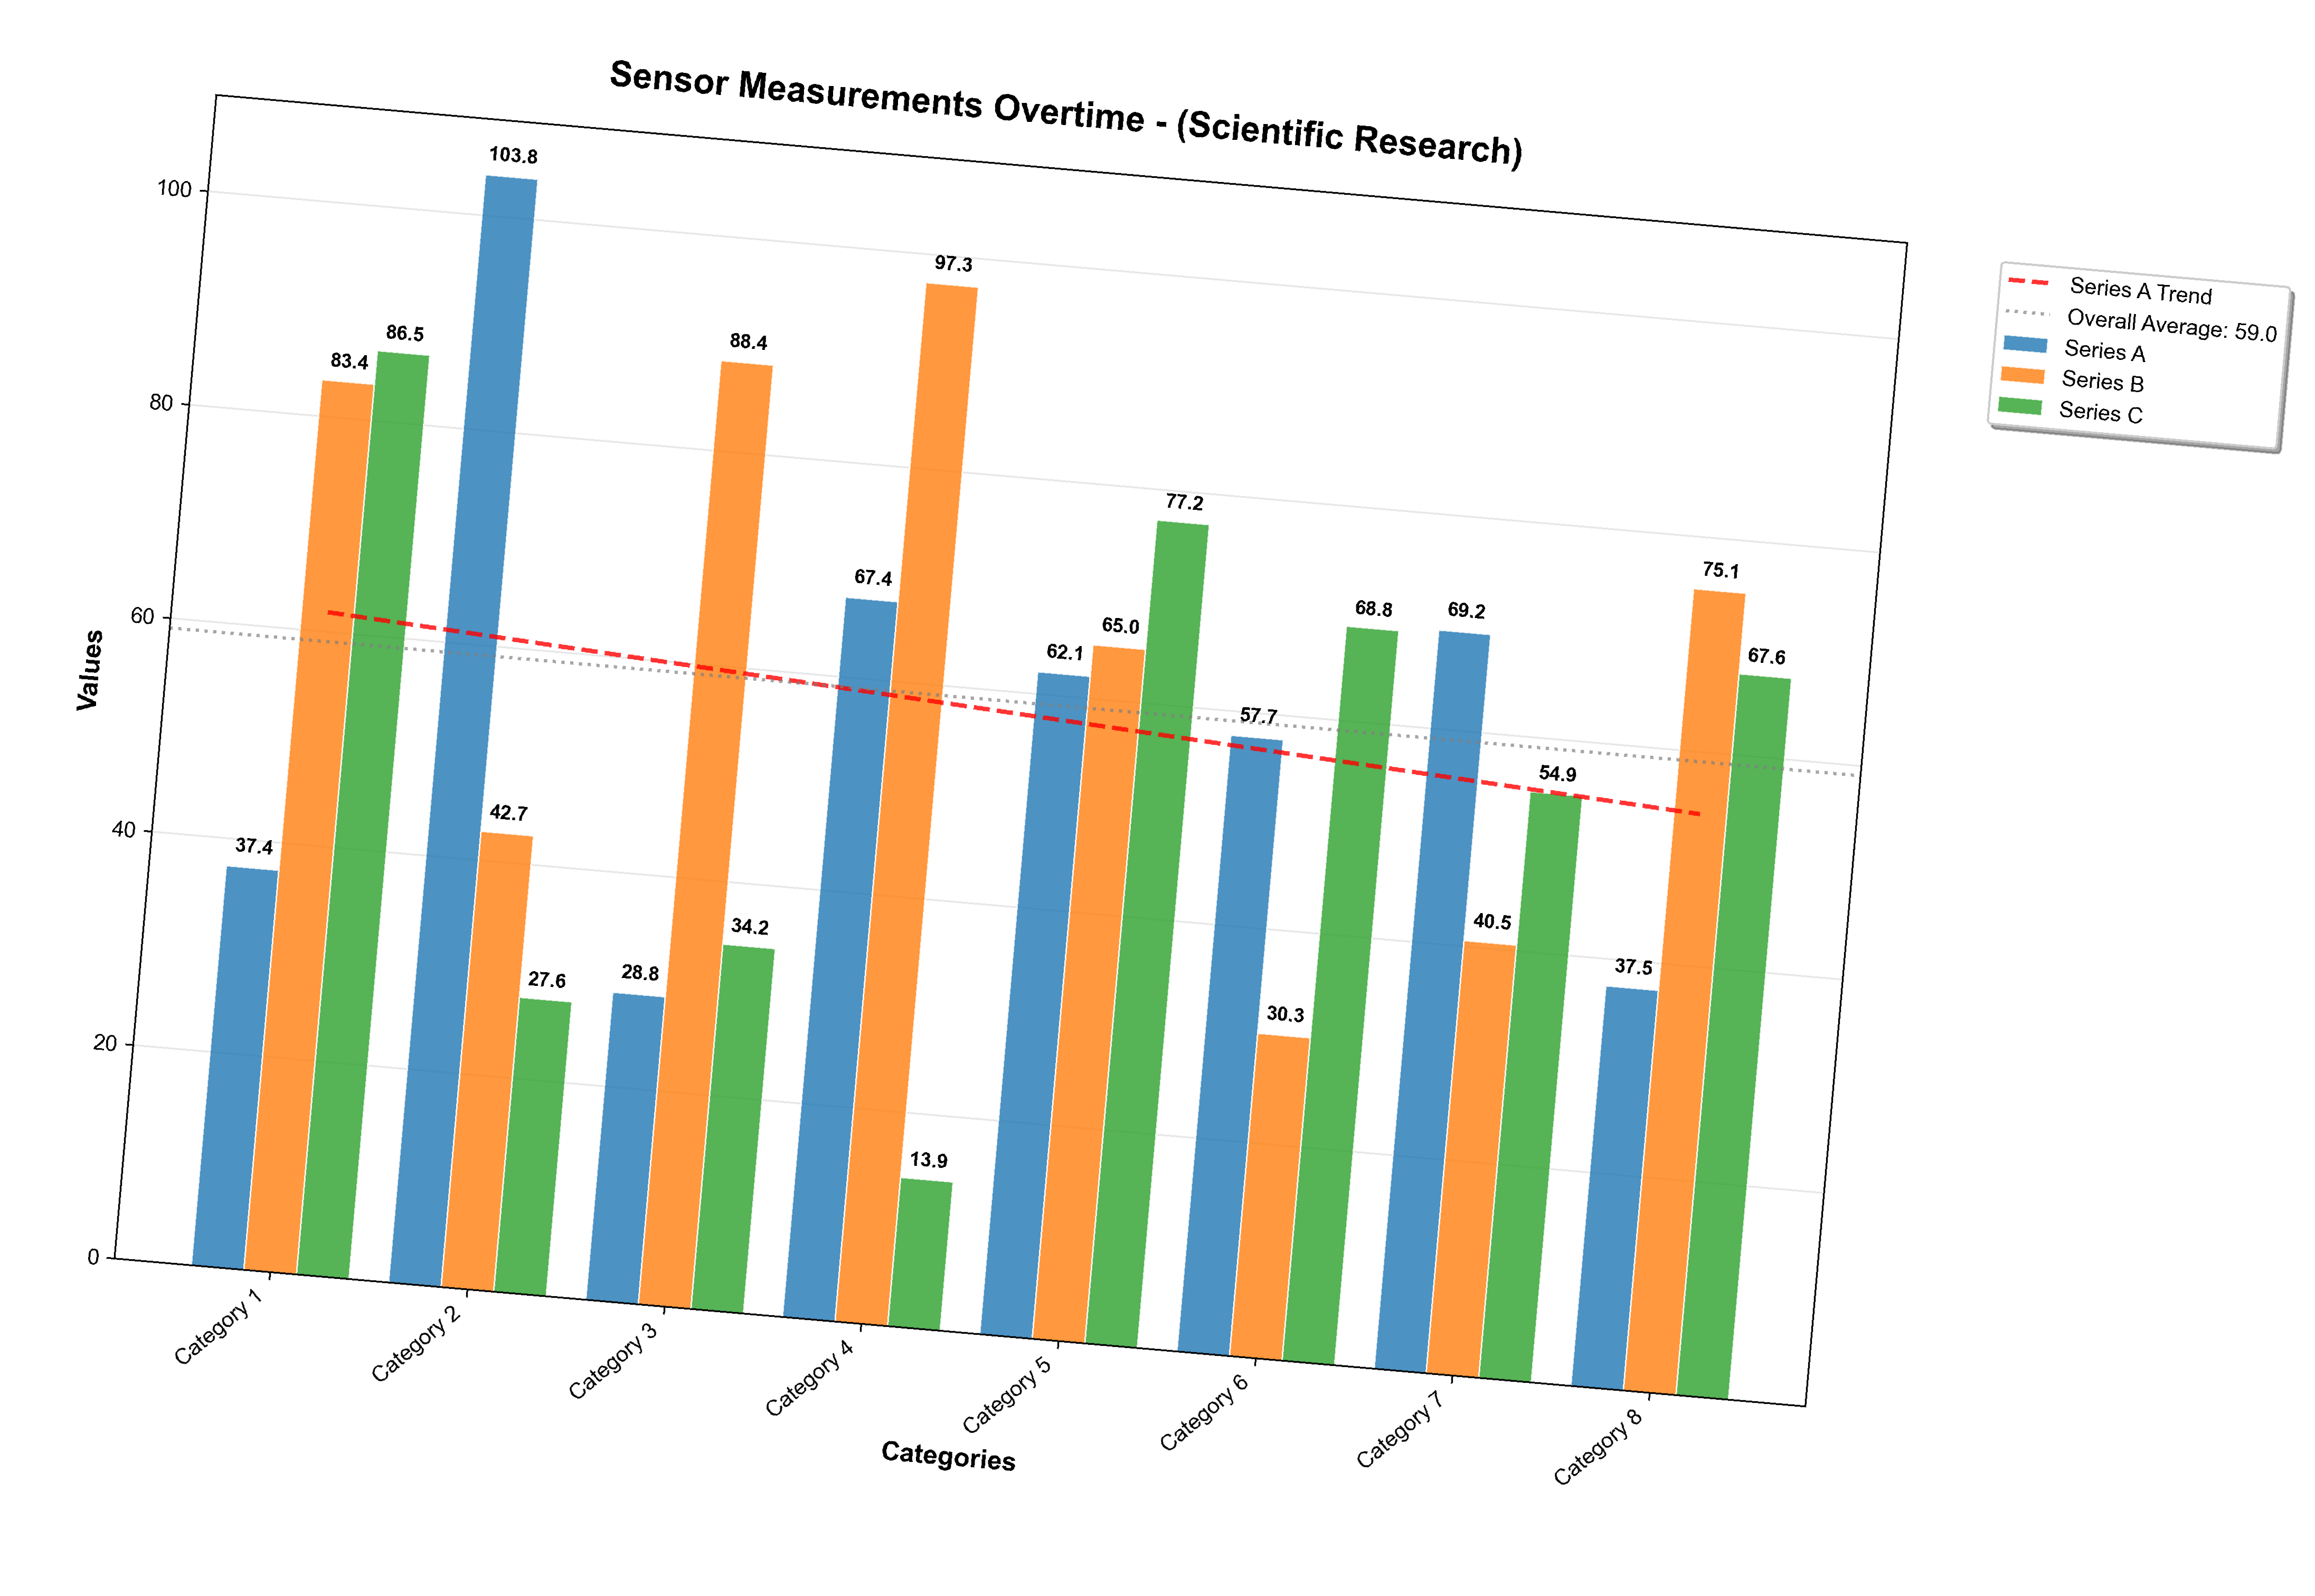 Sensor Measurements Overtime - (Scientific Research)
Values
100
80
60
40
20
0
37.4
83.4
86.5
103.8
42.7
27.6
28.8
88.4
34.2
67.4
97.3
13.9
62.1
65.0
77.2
57.7
30.3
68.8
69.2
40.5
54.9
37.5
75.1
67.6
Category 1
Category 2
Category 3
Category 4
Category 5
Category 6
Category 7
Category 8
Categories
Series A Trend
Overall Average: 59.0
Series A
Series B
Series C